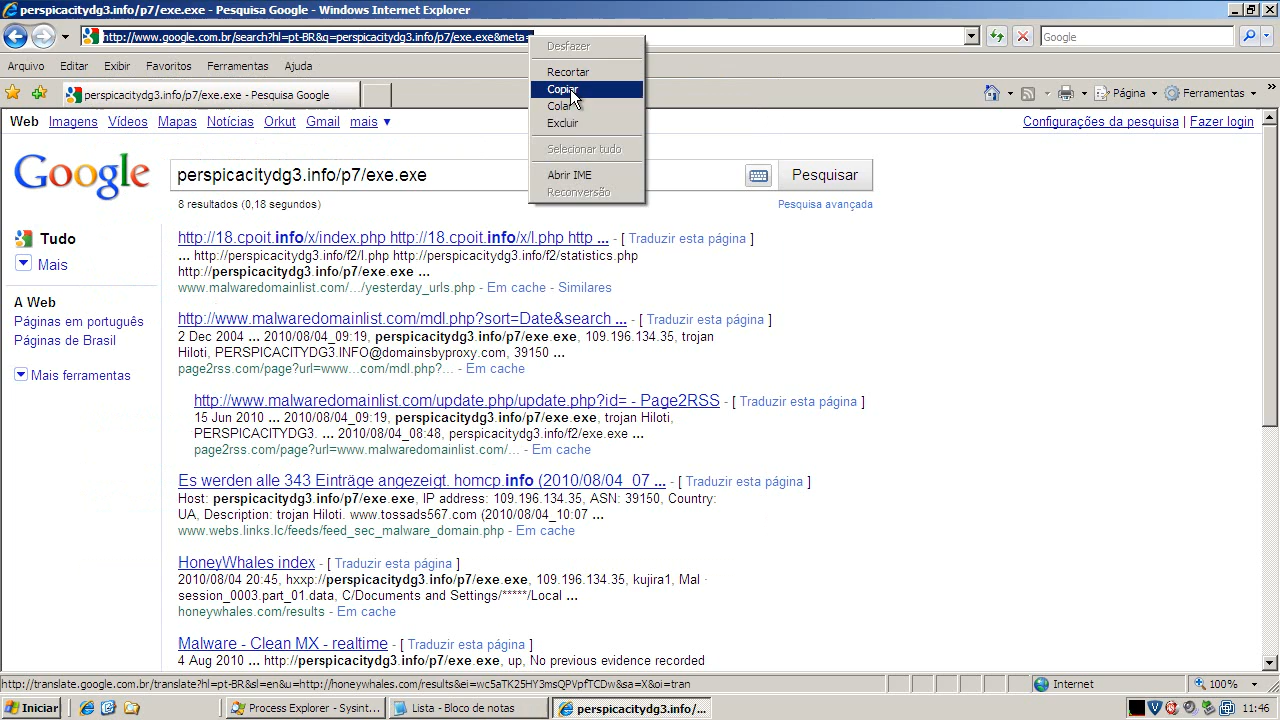 perspicacitydg3.info/p7/exe.exe - Pesquisa Google - Windows Internet Explorer
http://www.google.com.br/search?hl=pt-BR&q=perspicacitydg3.info/p7/exe.exe&meta=
Google
Arquivo Editar Exibir Favoritos Ferramentas Ajuda
perspicacitydg3.info/p7/exe.exe - Pesquisa Google
Página Ferramentas »
Desfazer
Recortar
Copiar
Colar
Excluir
Selecionar tudo
Abrir IME
Reconversão
Web Imagens Vídeos Mapas Notícias Orkut Gmail mais ▼
Configurações da pesquisa | Fazer login
Google
perspicacitydg3.info/p7/exe.exe
Pesquisar
8 resultados (0,18 segundos)
Pesquisa avançada
Tudo
Mais
A Web
Páginas em português
Páginas de Brasil
Mais ferramentas
http://18.cpoit.info/x/index.php http://18.cpoit.info/x/l.php http ... - [ Traduzir esta página ]
... http://perspicacitydg3.info/f2/l.php http://perspicacitydg3.info/f2/statistics.php
http://perspicacitydg3.info/p7/exe.exe ...
www.malwaredomainlist.com/.../yesterday_urls.php - Em cache - Similares
http://www.malwaredomainlist.com/mdl.php?sort=Date&search ... - [ Traduzir esta página ]
2 Dec 2004 ... 2010/08/04_09:19, perspicacitydg3.info/p7/exe.exe, 109.196.134.35, trojan
Hiloti, PERSPICACITYDG3.INFO@domainsbyproxy.com, 39150 ...
page2rss.com/page?url=www...com/mdl.php?... - Em cache
http://www.malwaredomainlist.com/update.php/update.php?id= - Page2RSS - [ Traduzir esta página ]
15 Jun 2010 ... 2010/08/04_09:19, perspicacitydg3.info/p7/exe.exe, trojan Hiloti,
PERSPICACITYDG3. ... 2010/08/04_08:48, perspicacitydg3.info/f2/exe.exe ...
page2rss.com/page?url=www.malwaredomainlist.com/... - Em cache
Es werden alle 343 Einträge angezeigt. homcp.info (2010/08/04_07 ... - [ Traduzir esta página ]
Host: perspicacitydg3.info/p7/exe.exe, IP address: 109.196.134.35, ASN: 39150, Country:
UA, Description: trojan Hiloti. www.tossads567.com (2010/08/04_10:07 ...
www.webs.links.lc/feeds/feed_sec_malware_domain.php - Em cache
HoneyWhales index - [ Traduzir esta página ]
2010/08/04 20:45, hxxp://perspicacitydg3.info/p7/exe.exe, 109.196.134.35, kujira1, Mal ·
session_0003.part_01.data, C/Documents and Settings/*****/Local ...
honeywhales.com/results - Em cache
Malware - Clean MX - realtime - [ Traduzir esta página ]
4 Aug 2010 ... http://perspicacitydg3.info/p7/exe.exe, up, No previous evidence recorded
http://translate.google.com.br/translate?hl=pt-BR&sl=en&u=http://honeywhales.com/results&ei=wc5aTK25HY3msQPVpfTCDw&sa=X&oi=tran
Internet
100%
Iniciar
Process Explorer - Sysint...
Lista - Bloco de notas
perspicacitydg3.info/...
11:46